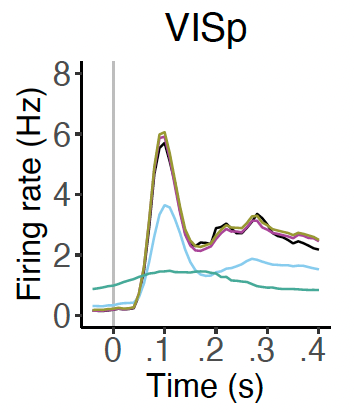 VISp
Firing rate (Hz)
8
6
4
2
0
0 .1 .2 .3 .4
Time (s)